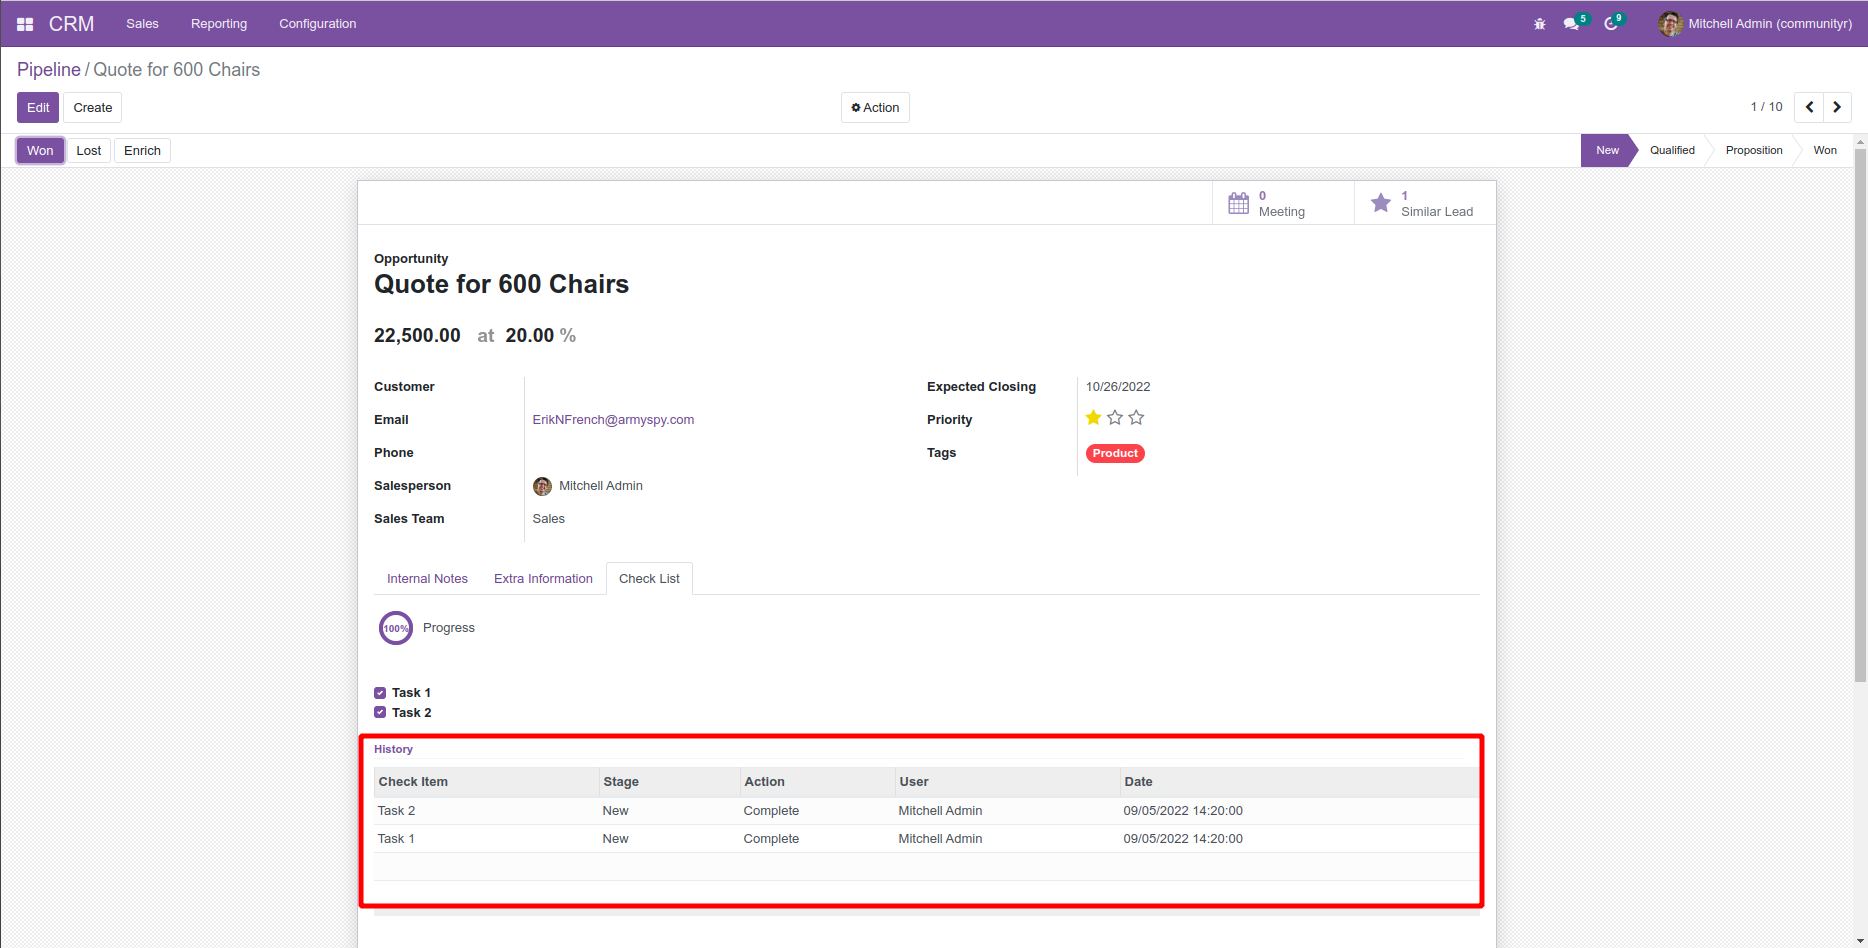 CRM Sales Reporting Configuration 5 9 Mitchell Admin (communityr)
Pipeline / Quote for 600 Chairs
Edit Create Action 1 / 10
Won Lost Enrich New Qualified Proposition Won
0 Meeting
1 Similar Lead
Opportunity
Quote for 600 Chairs
22,500.00 at 20.00 %
Customer
Email ErikNFrench@armyspy.com
Phone
Salesperson Mitchell Admin
Sales Team Sales
Expected Closing 10/26/2022
Priority
Tags Product
Internal Notes Extra Information Check List
100% Progress
Task 1
Task 2
History
Check Item Stage Action User Date
Task 2 New Complete Mitchell Admin 09/05/2022 14:20:00
Task 1 New Complete Mitchell Admin 09/05/2022 14:20:00